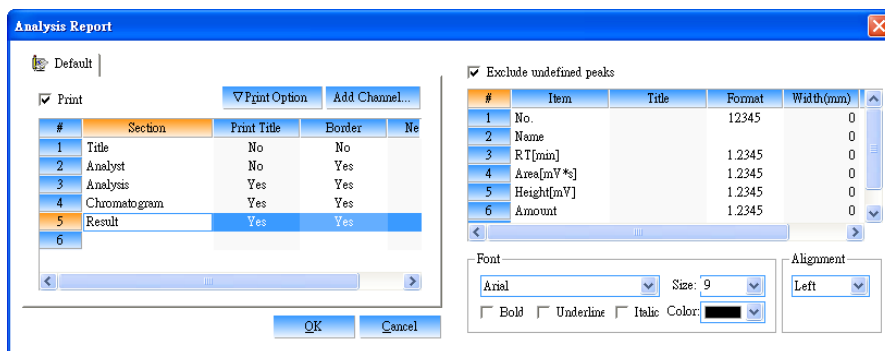 Analysis Report
Default
Print
▽Print Option
Add Channel...
# Section Print Title Border Ne
1 Title No No
2 Analyst No Yes
3 Analysis Yes Yes
4 Chromatogram Yes Yes
5 Result Yes Yes
6
OK
Cancel
Exclude undefined peaks
# Item Title Format Width(mm)
1 No. 12345 0
2 Name 0
3 RT[min] 1.2345 0
4 Area[mV*s] 1.2345 0
5 Height[mV] 1.2345 0
6 Amount 1.2345 0
Font
Arial Size: 9
Bold Underline Italic Color:
Alignment
Left